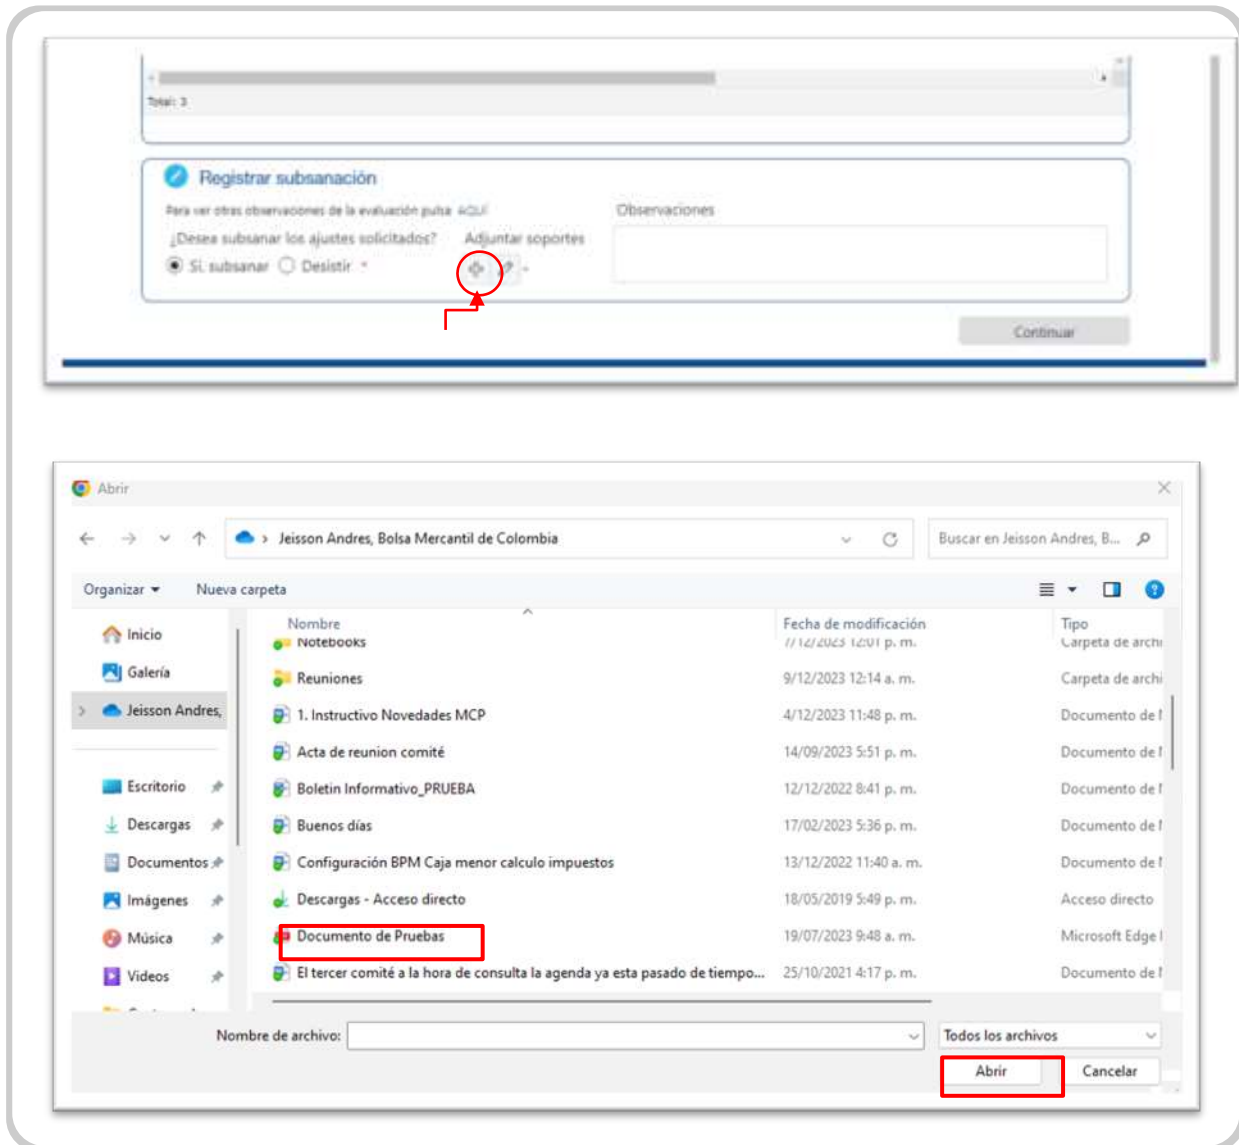 Total: 3
Registrar subsanación
Para ver otras observaciones de la evaluación pulsa AQUÍ
Observaciones
¿Desea subsanar los ajustes solicitados?
Adjuntar soportes
Sí, subsanar
Desistir *
Continuar
Abrir
Jeisson Andres, Bolsa Mercantil de Colombia
Buscar en Jeisson Andres, B...
Organizar
Nueva carpeta
Nombre
Fecha de modificación
Tipo
Inicio
Galería
Jeisson Andres,
Escritorio
Descargas
Documentos
Imágenes
Música
Videos
Notebooks 7/12/2023 12:01 p. m. Carpeta de archi
Reuniones 9/12/2023 12:14 a. m. Carpeta de archi
1. Instructivo Novedades MCP 4/12/2023 11:48 p. m. Documento de
Acta de reunion comité 14/09/2023 5:51 p. m. Documento de
Boletin Informativo_PRUEBA 12/12/2022 8:41 p. m. Documento de
Buenos días 17/02/2023 5:36 p. m. Documento de
Configuración BPM Caja menor calculo impuestos 13/12/2022 11:40 a. m. Documento de
Descargas - Acceso directo 18/05/2019 5:49 p. m. Acceso directo
Documento de Pruebas 19/07/2023 9:48 a. m. Microsoft Edge
El tercer comité a la hora de consulta la agenda ya esta pasado de tiempo... 25/10/2021 4:17 p. m. Documento de
Nombre de archivo:
Todos los archivos
Abrir
Cancelar